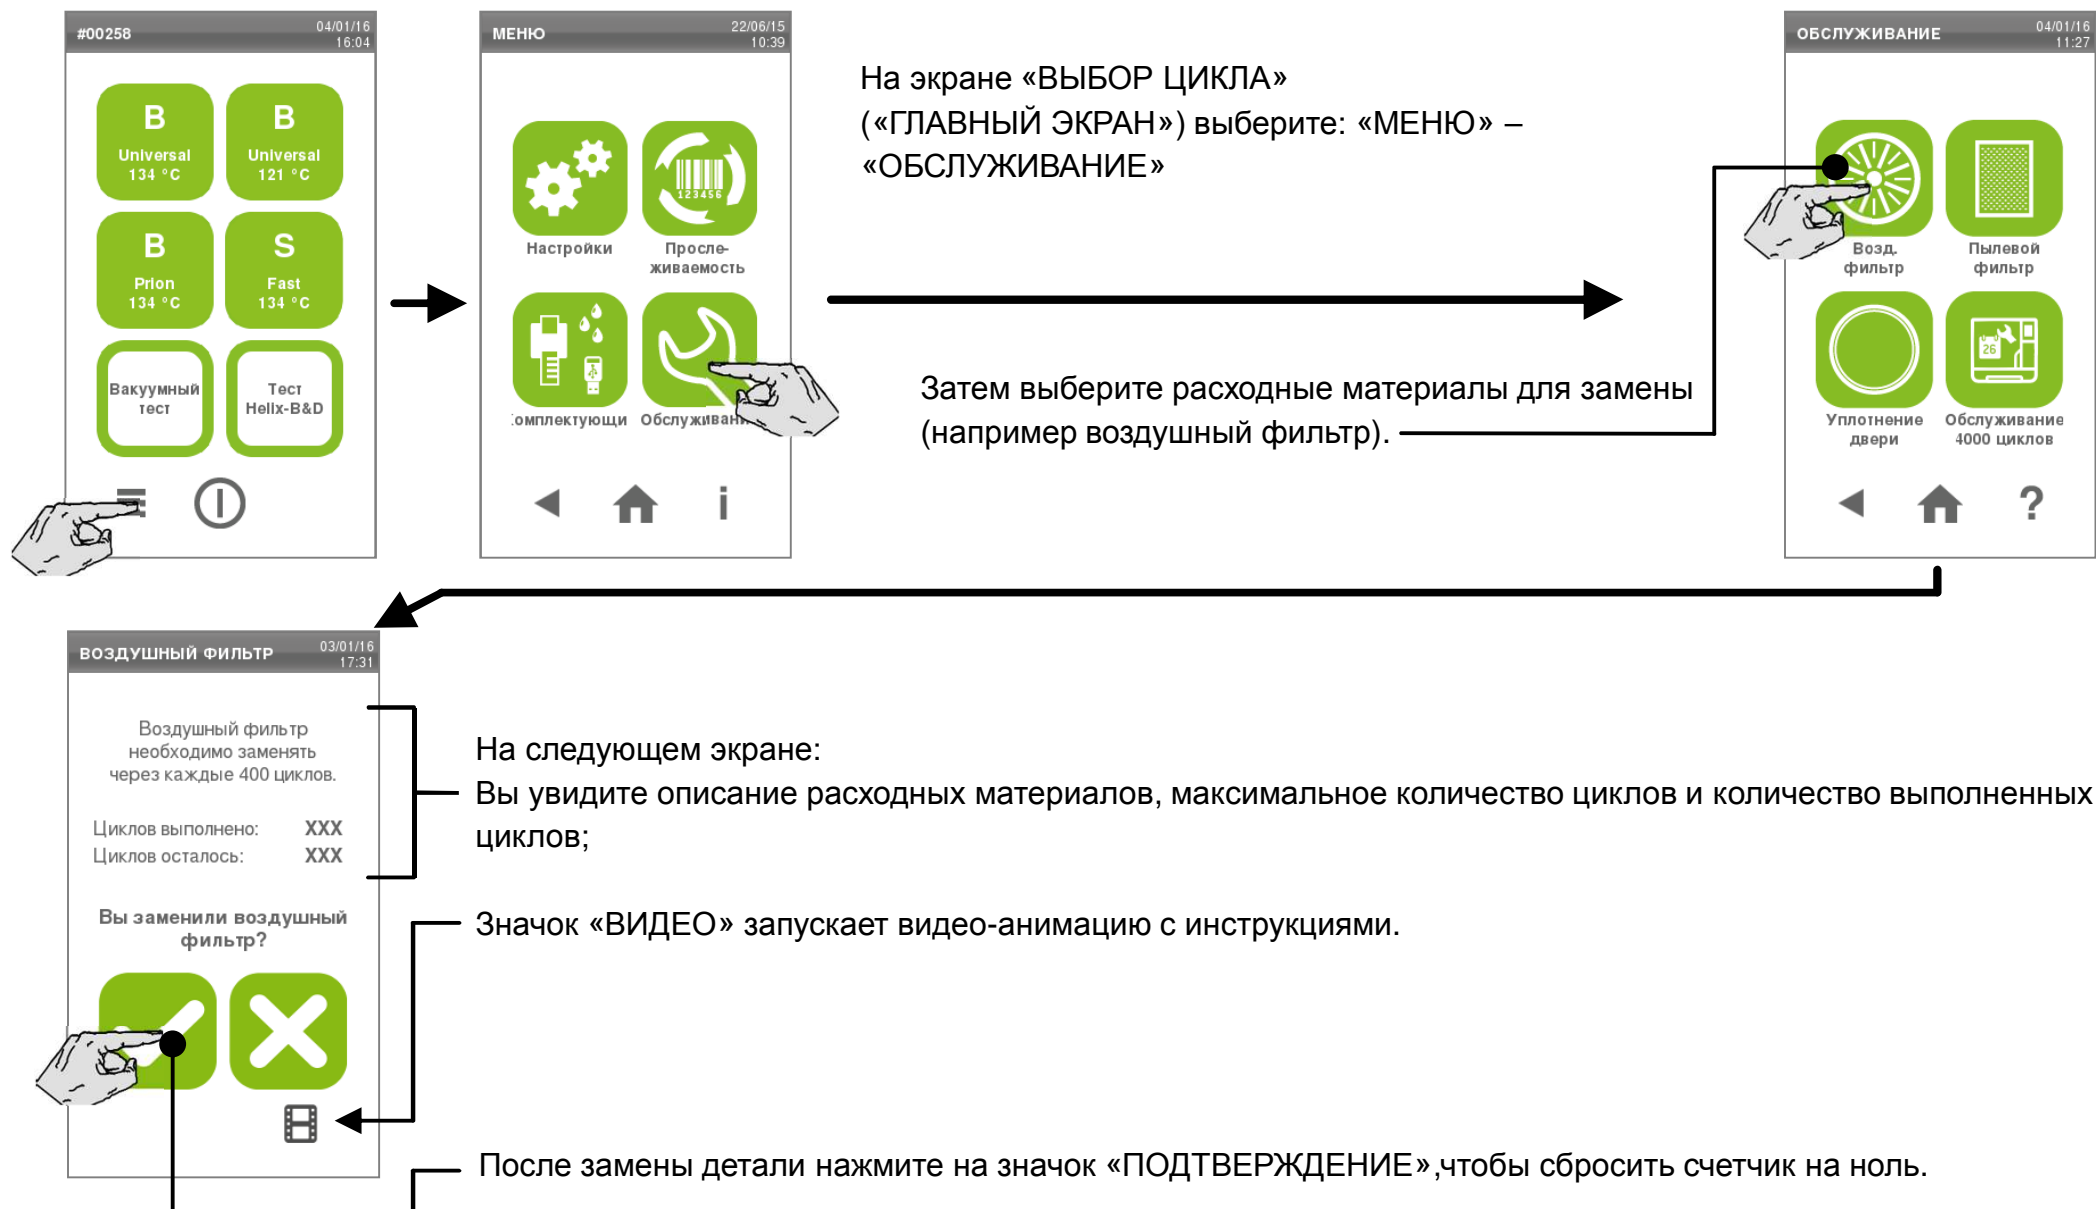 #00258
04/01/16
16:04
B
Universal
134 °C
B
Universal
121 °C
B
Prion
134 °C
S
Fast
134 °C
Вакуумный
тест
Тест
Helix-B&D
МЕНЮ
22/06/15
10:39
123456
Настройки
Просле-
живаемость
Комплектующи
Обслуживани
На экране «ВЫБОР ЦИКЛА»
(«ГЛАВНЫЙ ЭКРАН») выберите: «МЕНЮ» –
«ОБСЛУЖИВАНИЕ»
Затем выберите расходные материалы для замены
(например воздушный фильтр).
ОБСЛУЖИВАНИЕ
04/01/16
11:27
Возд.
фильтр
Пылевой
фильтр
26
Уплотнение
двери
Обслуживание
4000 циклов
ВОЗДУШНЫЙ ФИЛЬТР
03/01/16
17:31
Воздушный фильтр
необходимо заменять
через каждые 400 циклов.
Циклов выполнено: XXX
Циклов осталось: XXX
Вы заменили воздушный
фильтр?
На следующем экране:
Вы увидите описание расходных материалов, максимальное количество циклов и количество выполненных
циклов;
Значок «ВИДЕО» запускает видео-анимацию с инструкциями.
После замены детали нажмите на значок «ПОДТВЕРЖДЕНИЕ»,чтобы сбросить счетчик на ноль.